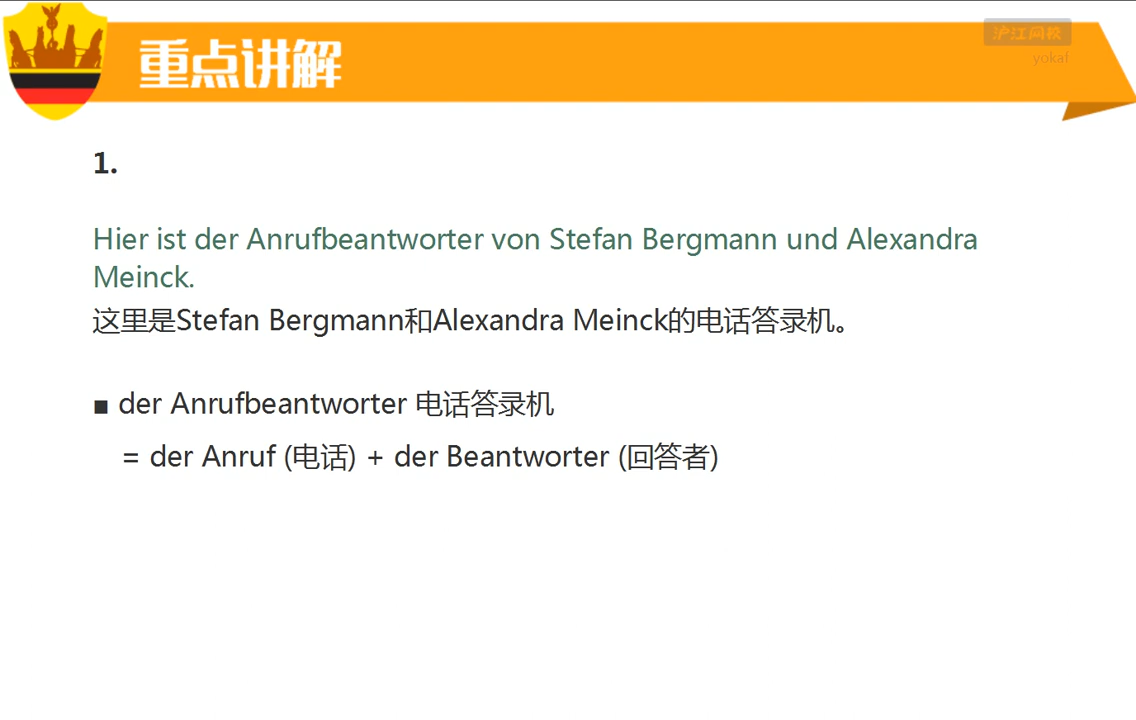 重点讲解
沪江网校
yokaf
1.
Hier ist der Anrufbeantworter von Stefan Bergmann und Alexandra
Meinck.
这里是Stefan Bergmann和Alexandra Meinck的电话答录机。
■ der Anrufbeantworter 电话答录机
= der Anruf (电话) + der Beantworter (回答者)